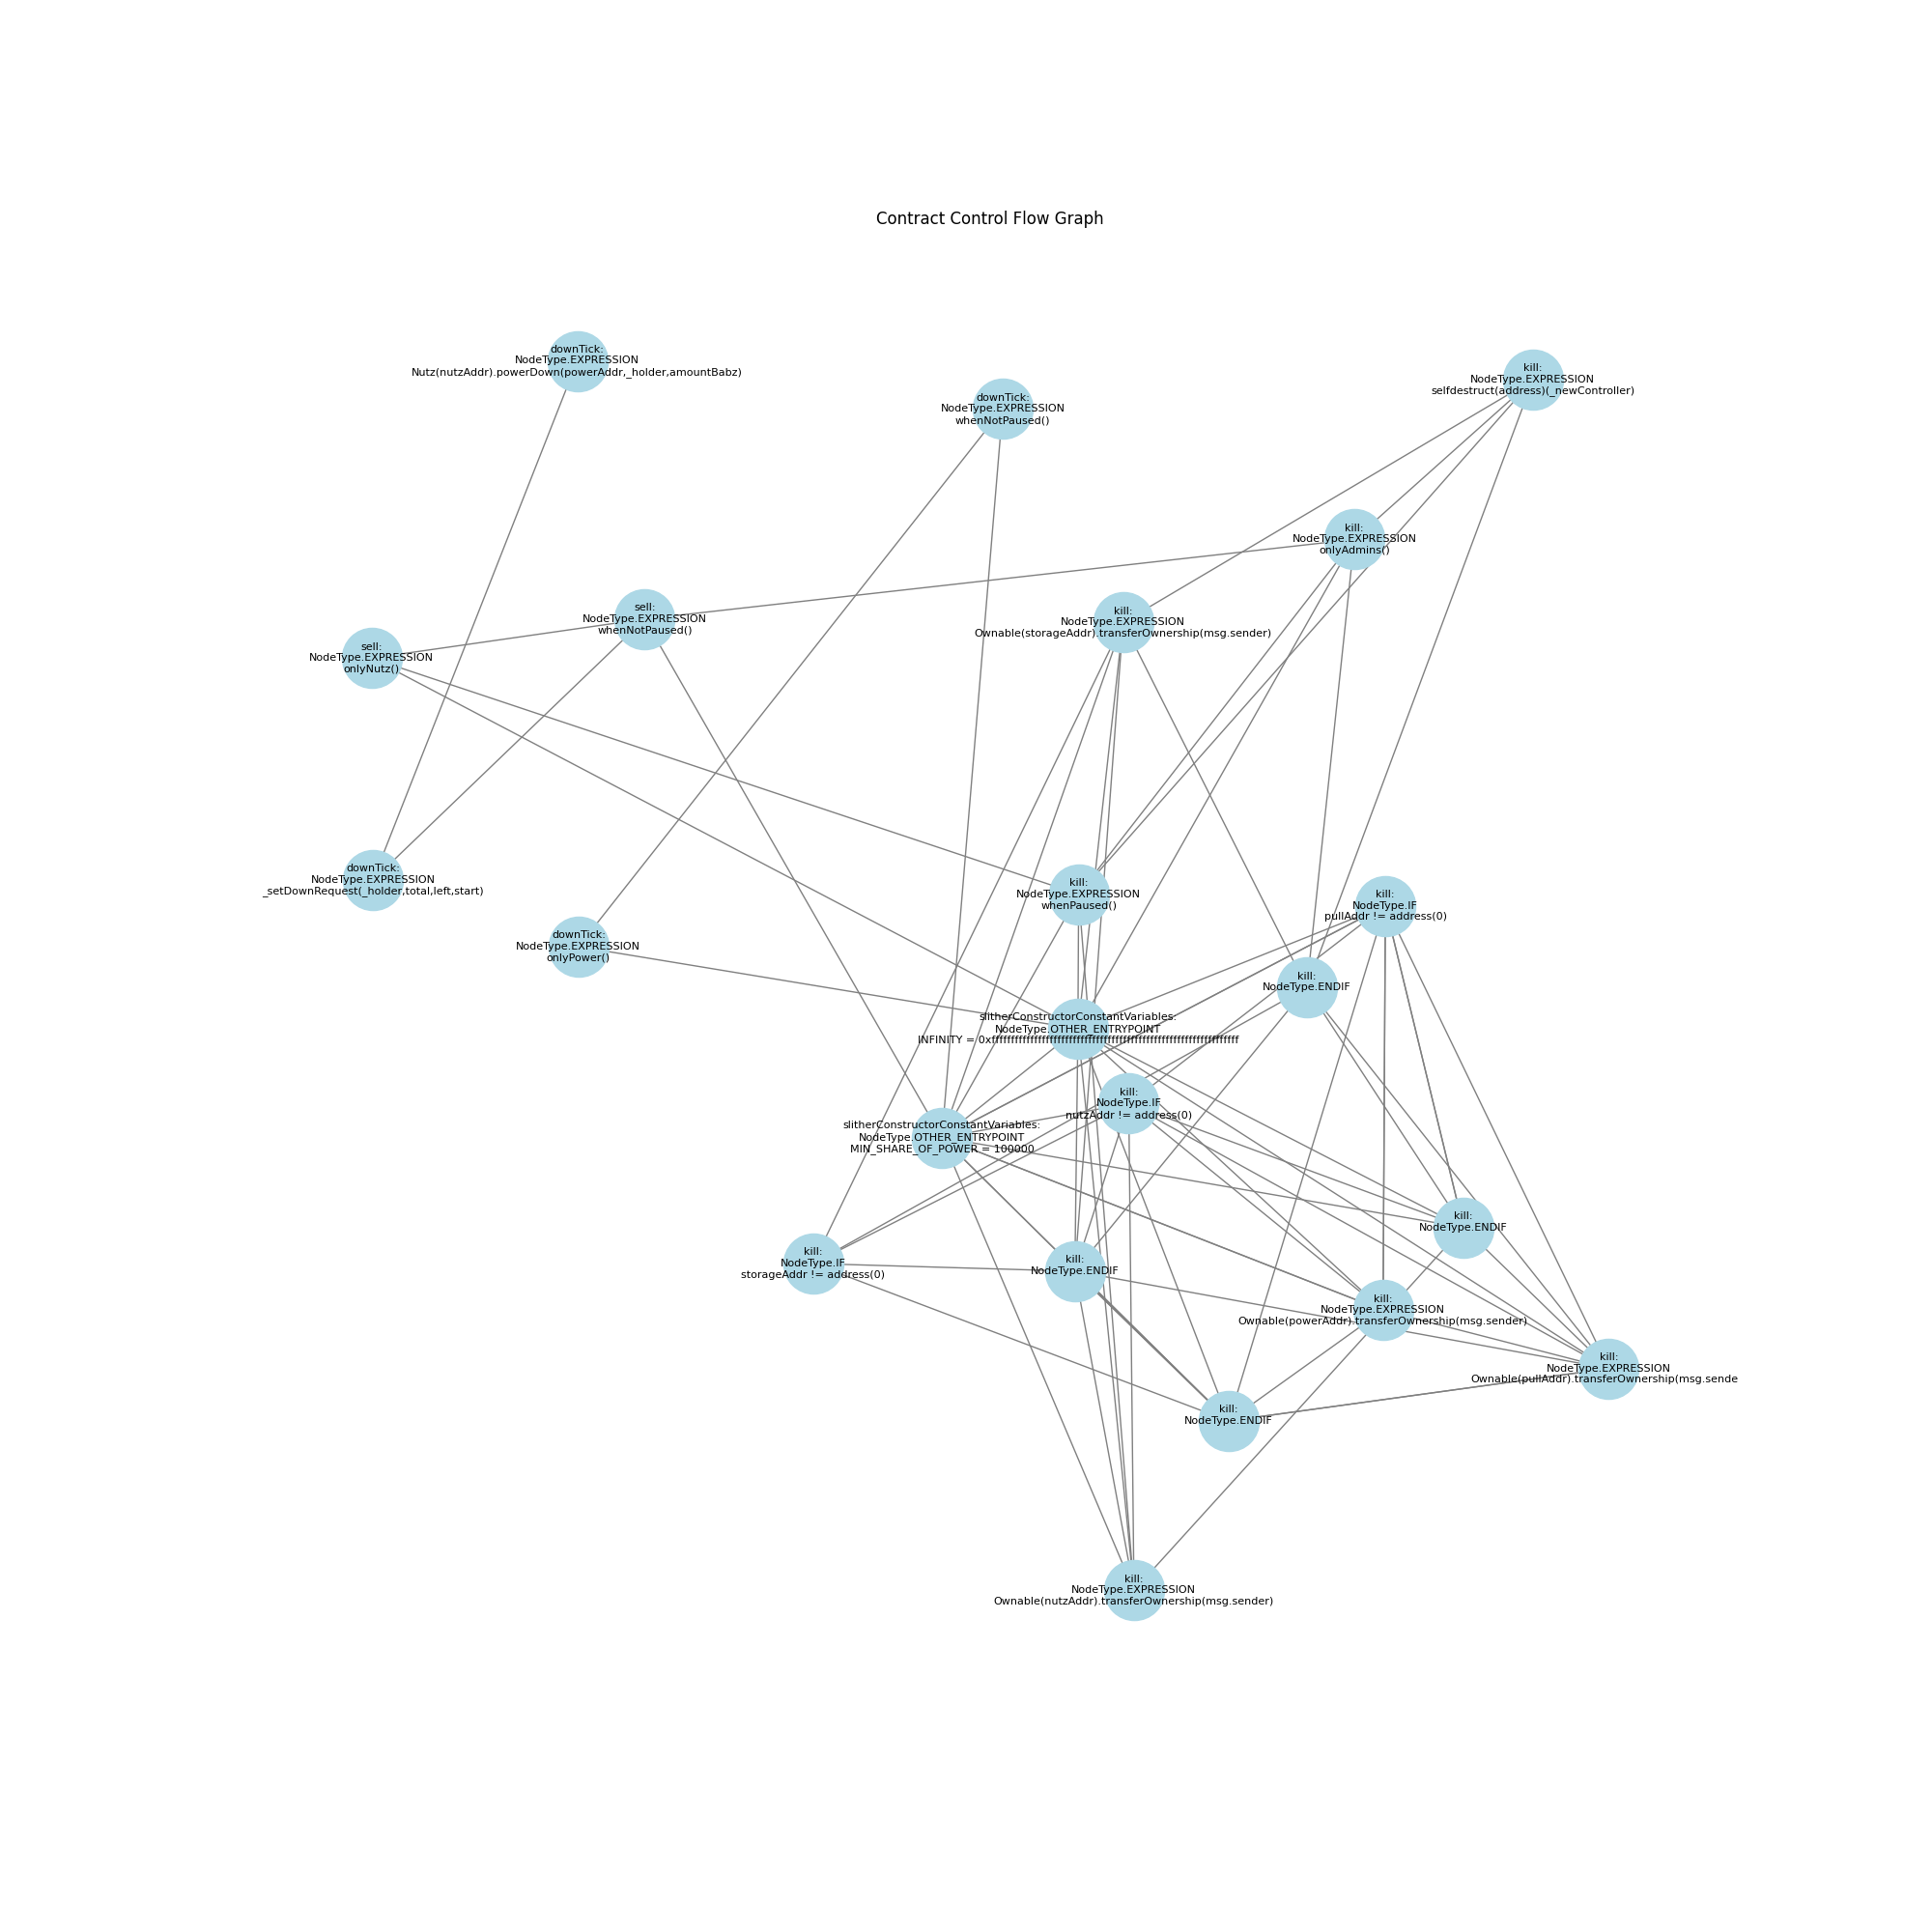 Contract Control Flow Graph
downTick:
NodeType.EXPRESSION
Nutz(nutzAddr).powerDown(powerAddr,_holder,amountBabz)
kill:
NodeType.EXPRESSION
selfdestruct(address)(_newController)
downTick:
NodeType.EXPRESSION
whenNotPaused()
kill:
NodeType.EXPRESSION
onlyAdmins()
sell:
NodeType.EXPRESSION
whenNotPaused()
kill:
NodeType.EXPRESSION
Ownable(storageAddr).transferOwnership(msg.sender)
sell:
NodeType.EXPRESSION
onlyNutz()
downTick:
NodeType.EXPRESSION
_setDownRequest(_holder,total,left,start)
kill:
NodeType.EXPRESSION
whenPaused()
kill:
NodeType.IF
pullAddr != address(0)
downTick:
NodeType.EXPRESSION
onlyPower()
kill:
NodeType.ENDIF
slitherConstructorConstantVariables:
NodeType.OTHER_ENTRYPOINT
INFINITY = 0xffffffffffffffffffffffffffffffffffffffffffffffffffffffffffffffff
kill:
NodeType.IF
nutzAddr != address(0)
slitherConstructorConstantVariables:
NodeType.OTHER_ENTRYPOINT
MIN_SHARE_OF_POWER = 100000
kill:
NodeType.ENDIF
kill:
NodeType.IF
storageAddr != address(0)
kill:
NodeType.ENDIF
kill:
NodeType.EXPRESSION
Ownable(powerAddr).transferOwnership(msg.sender)
kill:
NodeType.EXPRESSION
Ownable(pullAddr).transferOwnership(msg.sende
kill:
NodeType.ENDIF
kill:
NodeType.EXPRESSION
Ownable(nutzAddr).transferOwnership(msg.sender)